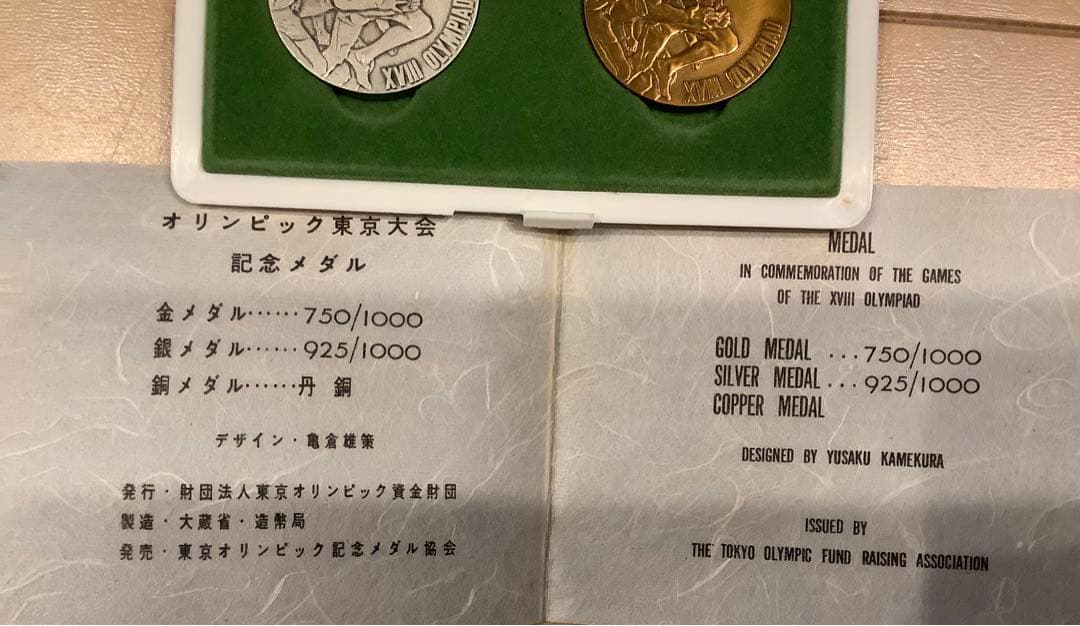 XVIII OLYMPIAD
XVIII OLYMPIAD
オリンピック東京大会
記念メダル
金メダル……750/1000
銀メダル……925/1000
銅メダル……丹 銅
デザイン・亀倉雄策
発行・財団法人東京オリンピック資金財団
製造・大蔵省・造幣局
発売・東京オリンピック記念メダル協会
MEDAL
IN COMMEMORATION OF THE GAMES
OF THE XVIII OLYMPIAD
GOLD MEDAL ...750/1000
SILVER MEDAL ...925/1000
COPPER MEDAL
DESIGNED BY YUSAKU KAMEKURA
ISSUED BY
THE TOKYO OLYMPIC FUND RAISING ASSOCIATION